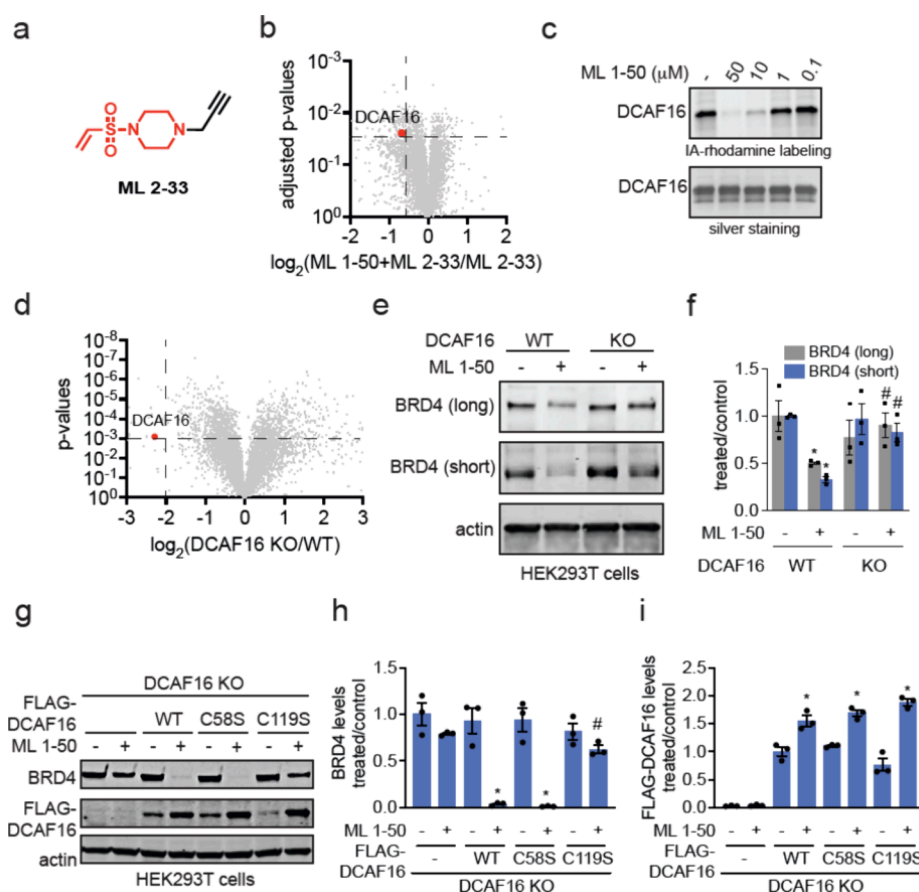 a
O
S
O
N
N
ML 2-33
b
adjusted p-values
10-3
10-2
10-1
100
DCAF16
-2 -1 0 1 2
log2(ML 1-50+ML 2-33/ML 2-33)
c
ML 1-50 (µM) - 50 10 1 0.1
DCAF16
IA-rhodamine labeling
DCAF16
silver staining
d
p-values
10-8
10-7
10-6
10-5
10-4
10-3
10-2
10-1
100
DCAF16
-3 -2 -1 0 1 2 3
log2(DCAF16 KO/WT)
e
DCAF16 WT KO
ML 1-50 - + - +
BRD4 (long)
BRD4 (short)
actin
HEK293T cells
f
BRD4 (long)
BRD4 (short)
treated/control
1.0
0.5
0.0
* * # #
ML 1-50 - + - +
DCAF16 WT KO
g
DCAF16 KO
FLAG-
DCAF16 WT C58S C119S
ML 1-50 - + - + - + - +
BRD4
FLAG-
DCAF16
actin
HEK293T cells
h
BRD4 levels
treated/control
1.5
1.0
0.5
0.0
* * #
ML 1-50 - + - + - + - +
FLAG-
DCAF16 - WT C58S C119S
DCAF16 KO
i
FLAG-DCAF16 levels
treated/control
2.5
2.0
1.5
1.0
0.5
0.0
* * *
ML 1-50 - + - + - + - +
FLAG-
DCAF16 - WT C58S C119S
DCAF16 KO